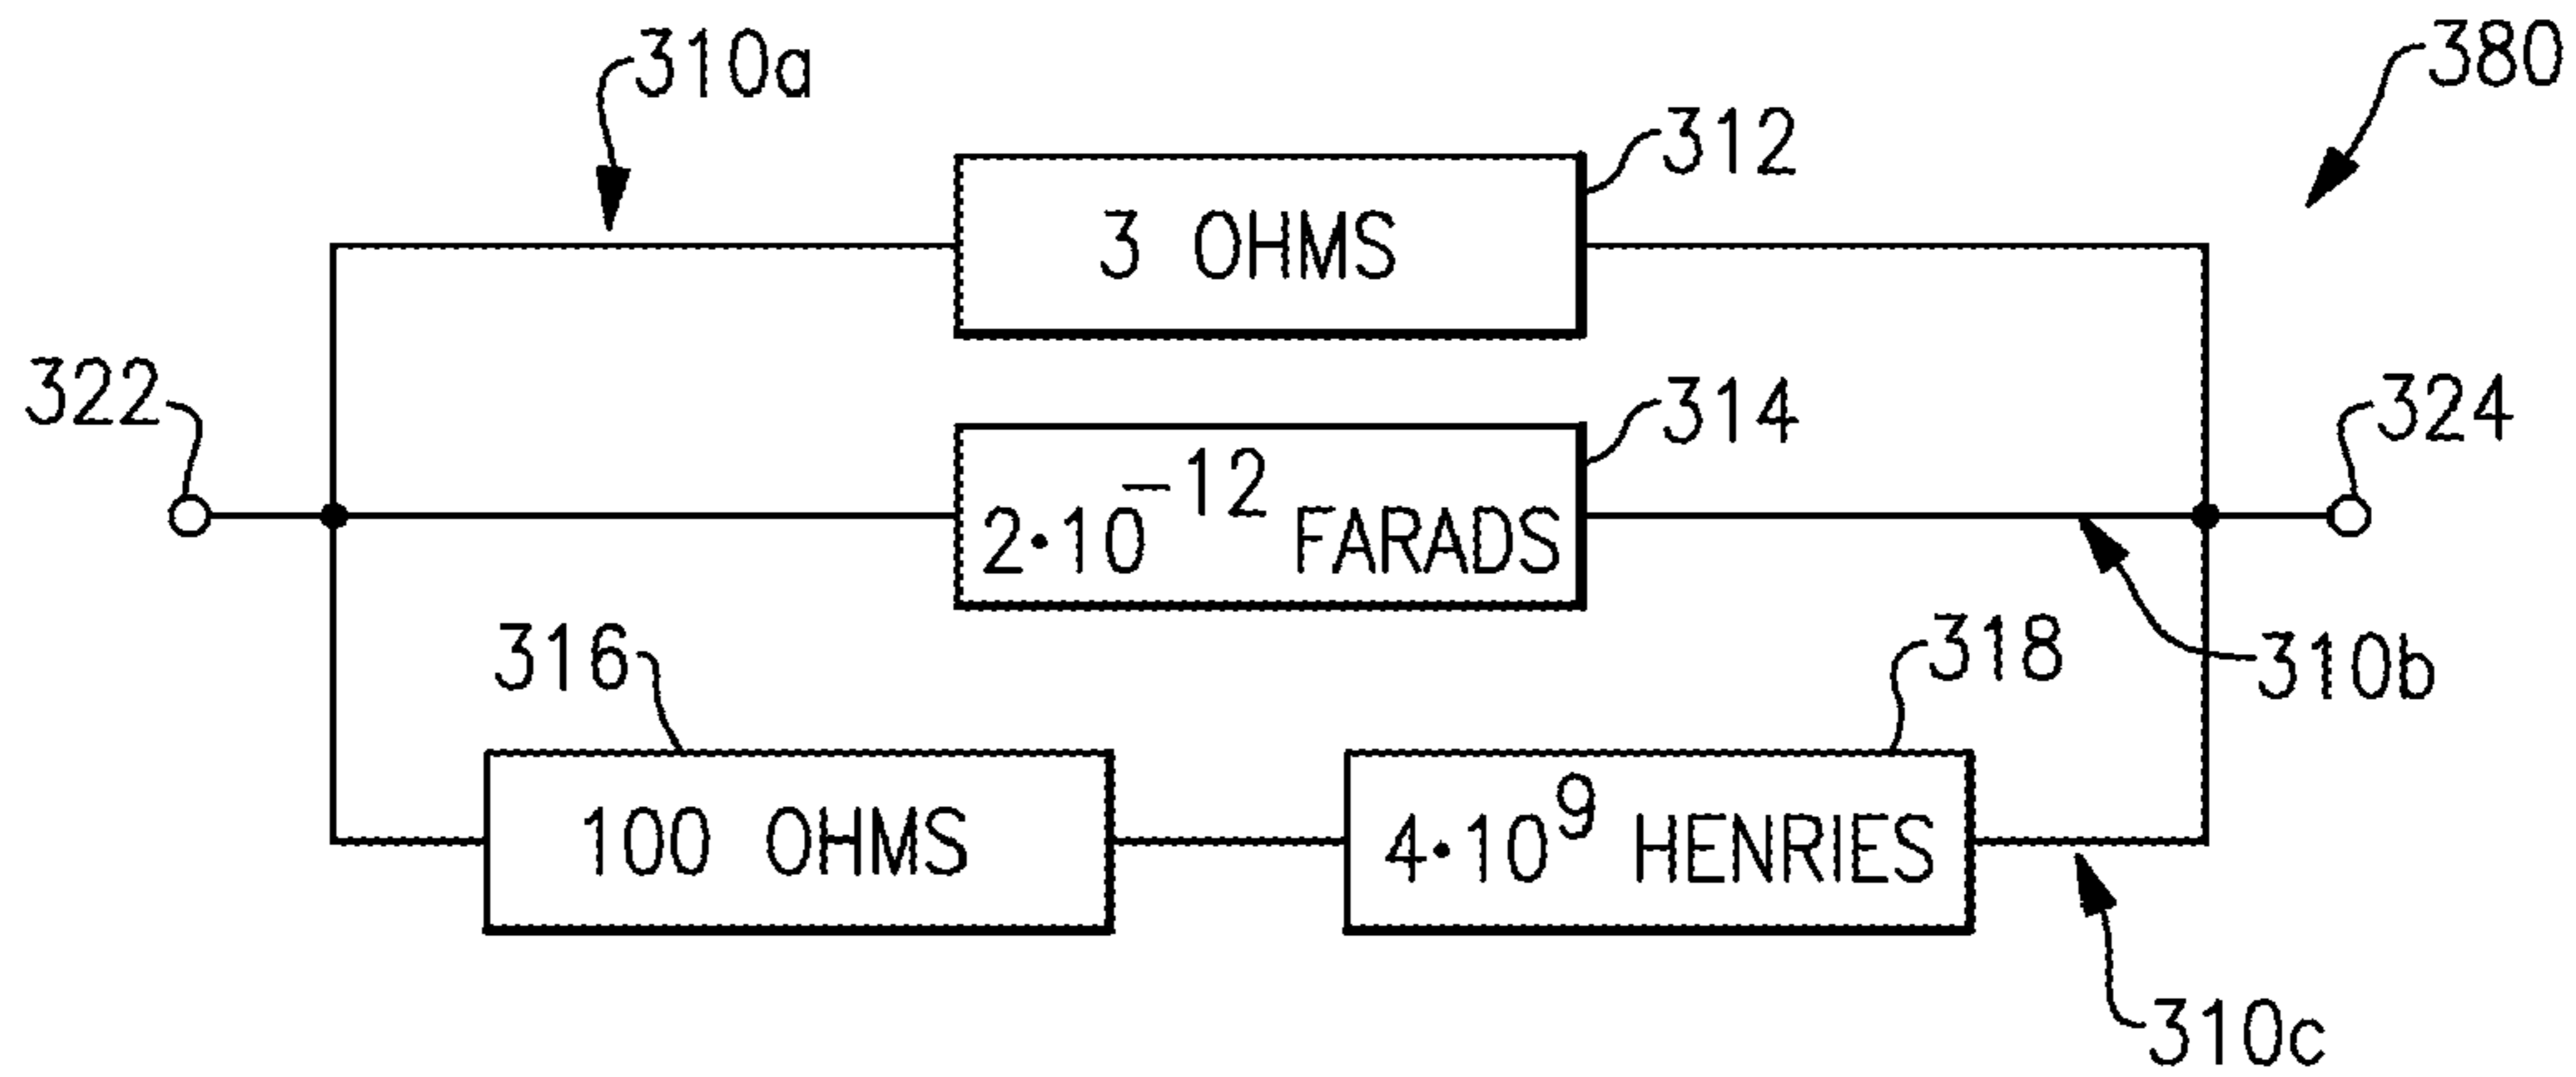 310a
380
312
3 OHMS
322
314
324
2·10⁻¹² FARADS
316
318
310b
100 OHMS
4·10⁹ HENRIES
310c